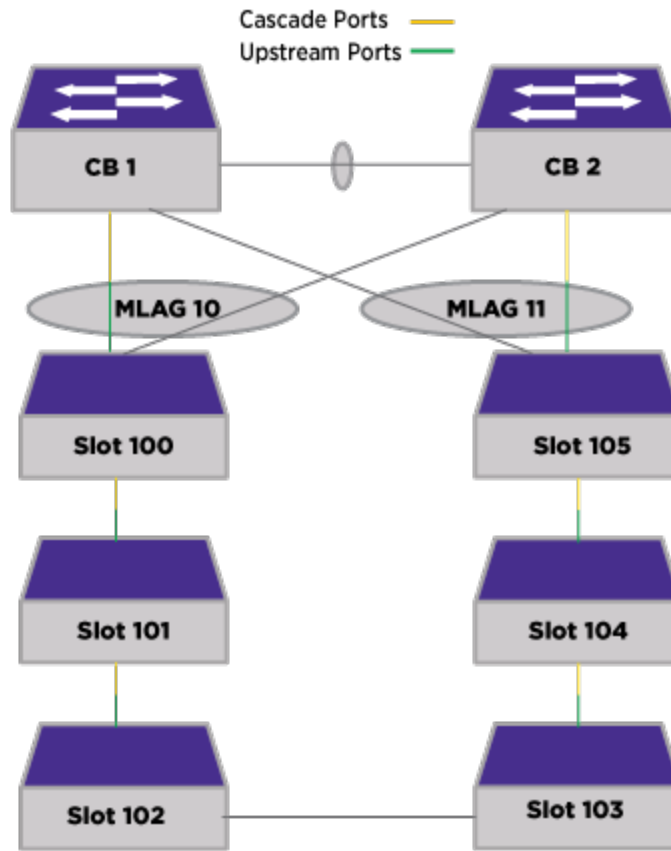 Cascade Ports
Upstream Ports
CB 1
CB 2
MLAG 10
MLAG 11
Slot 100
Slot 105
Slot 101
Slot 104
Slot 102
Slot 103